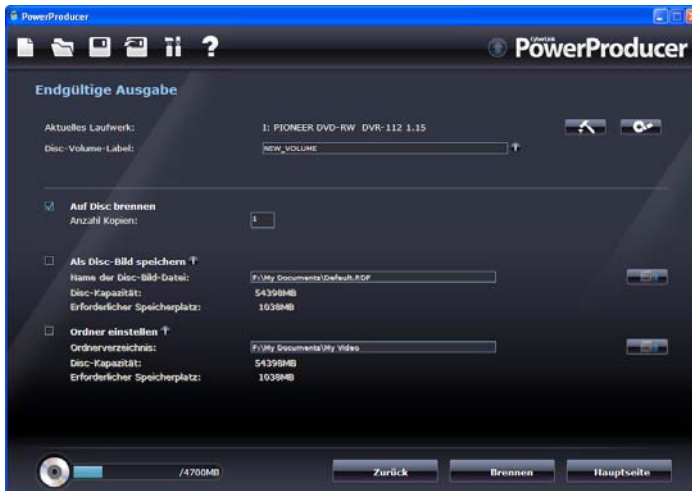 PowerProducer
?
CyberLink
PowerProducer
Endgültige Ausgabe
Aktuelles Laufwerk: I: PIONEER DVD-RW DVR-112 1.15
Disc-Volume-Label: NEW_VOLUME
Auf Disc brennen
Anzahl Kopien: 1
Als Disc-Bild speichern
Name der Disc-Bild-Datei: F:\My Documents\Default.RDF
Disc-Kapazität: 54398MB
Erforderlicher Speicherplatz: 1038MB
Ordner einstellen
Ordnerverzeichnis: F:\My Documents\My Video
Disc-Kapazität: 54398MB
Erforderlicher Speicherplatz: 1038MB
/4700MB Zurück Brennen Hauptseite